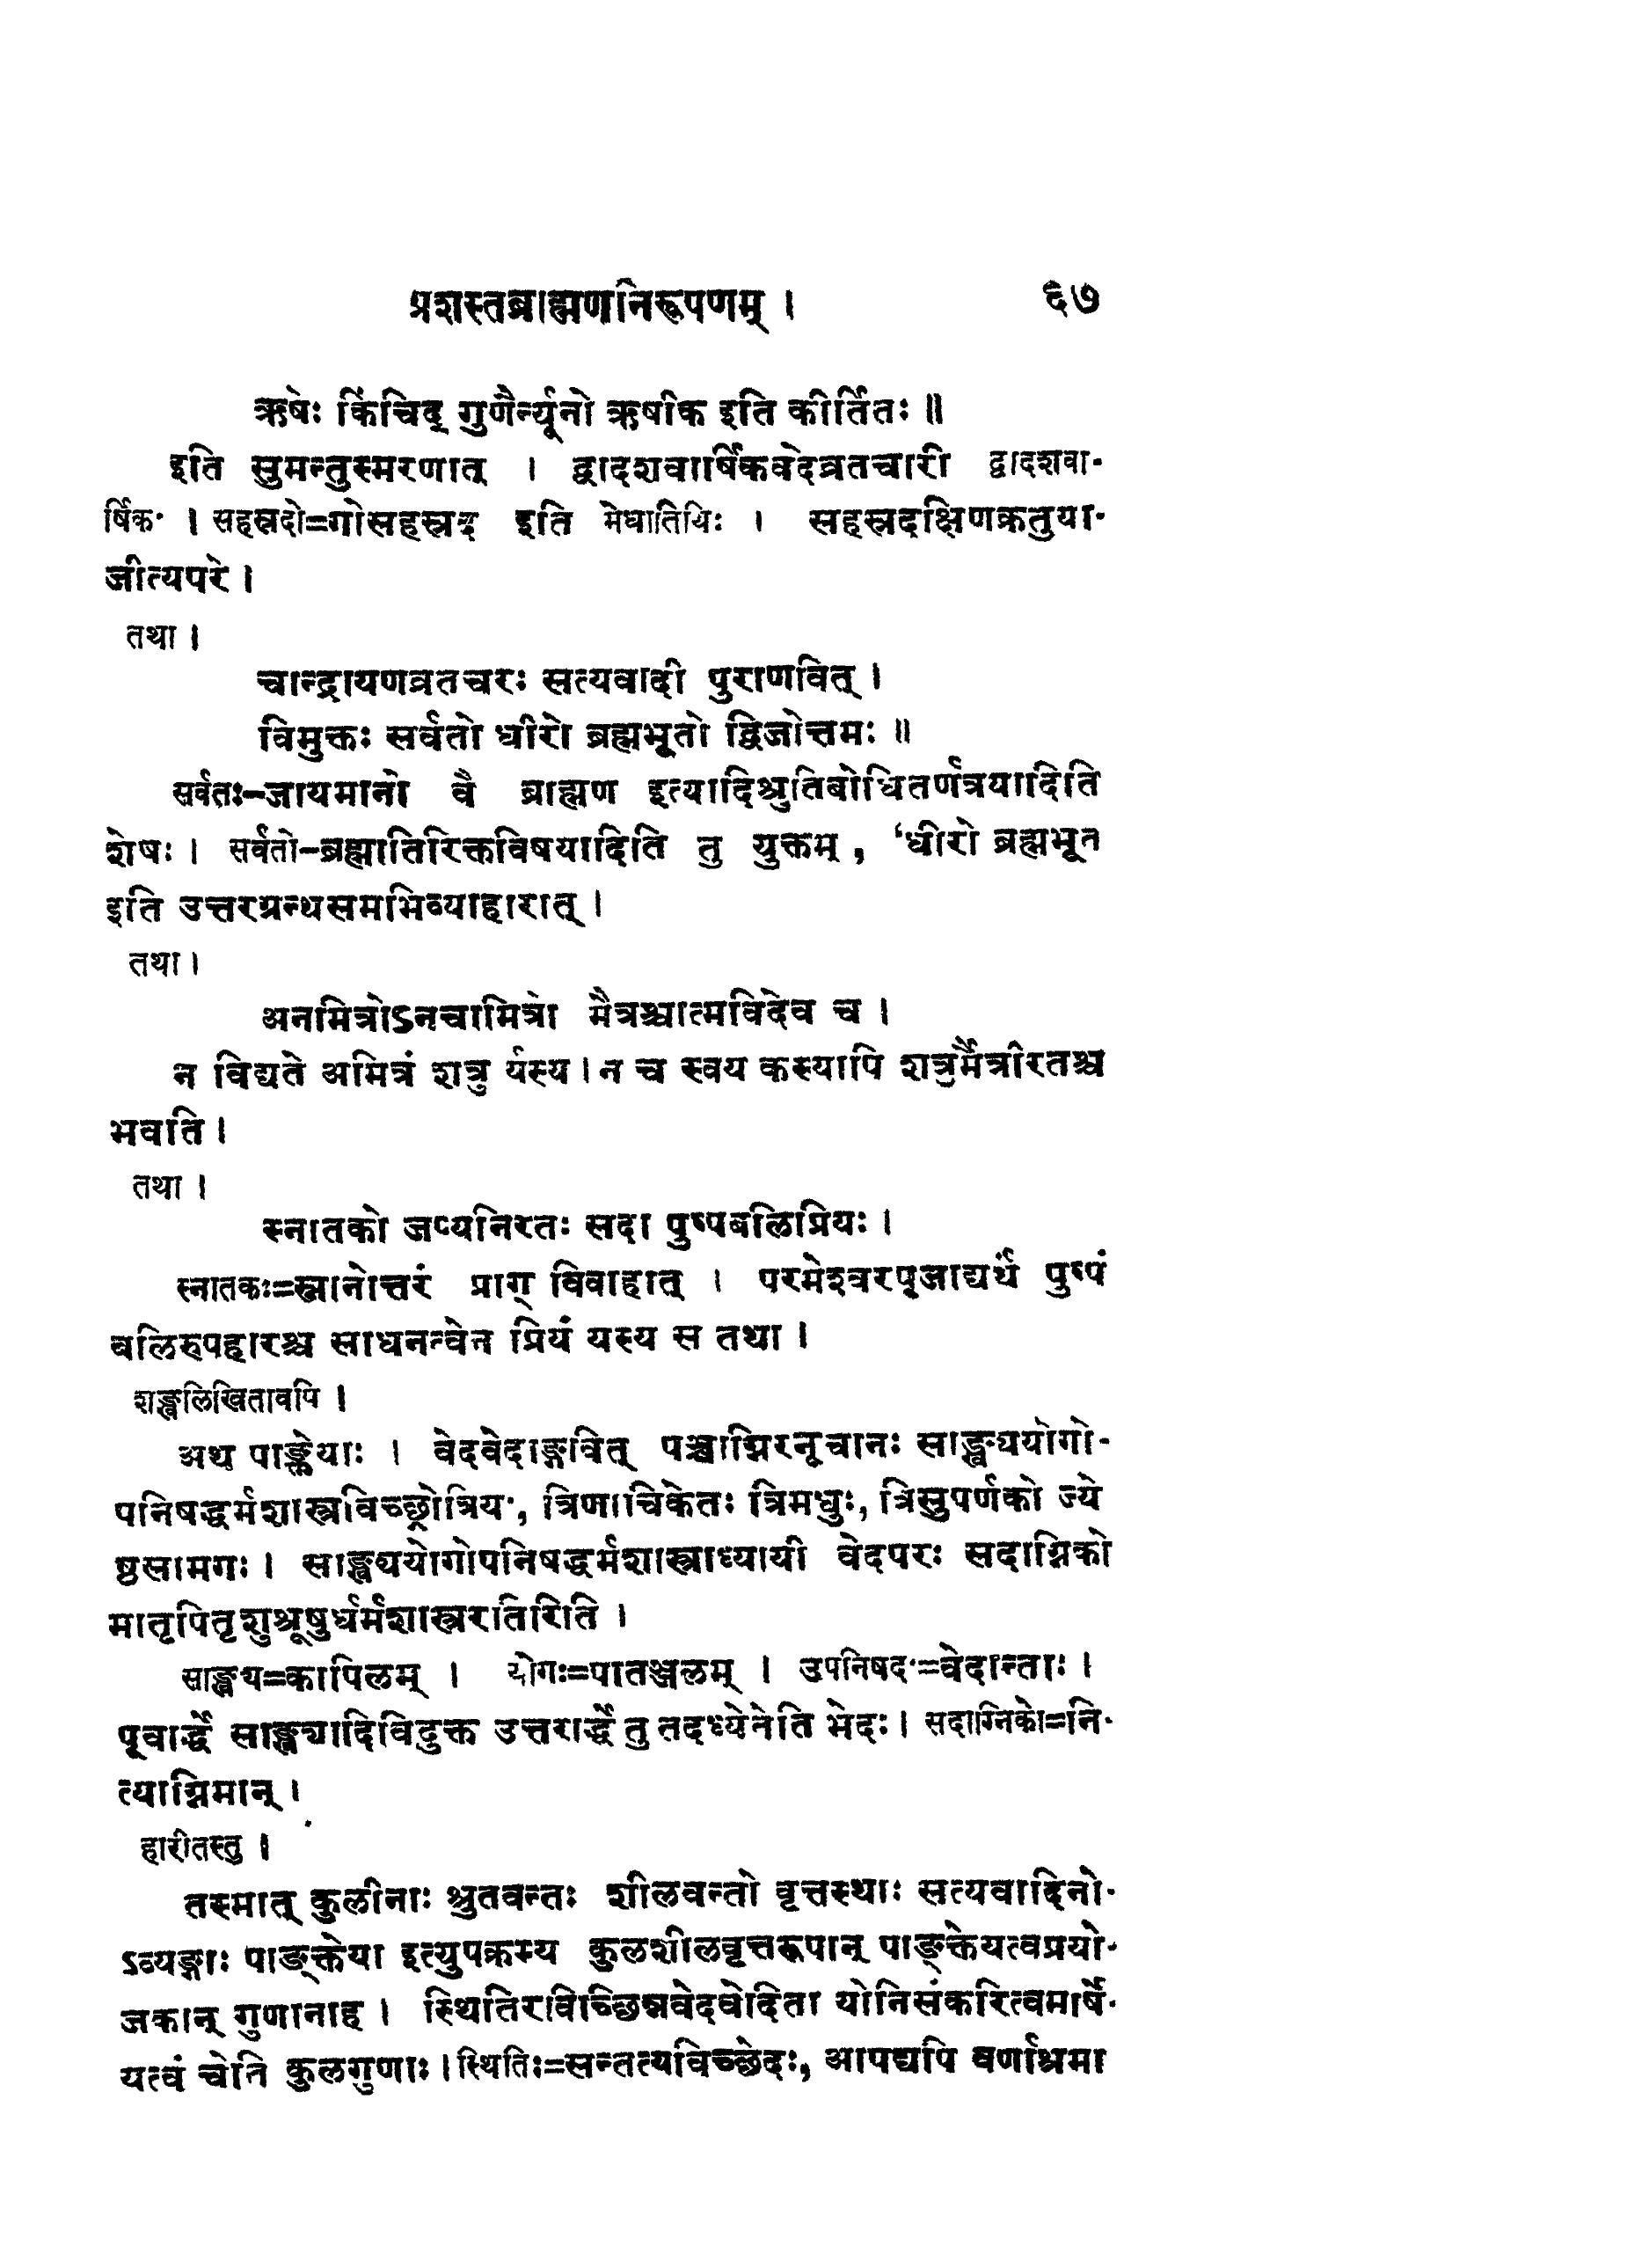 प्रशस्तब्राह्मणनिरूपणम् । ६७
ऋषेः किंचिद् गुणैर्न्यूनो ऋषीक इति कीर्तितः ॥
इति सुमन्तुस्मरणात् । द्वादशवार्षिकवेदव्रतचारी द्वादशवा-
र्षिकः । सहस्रदो=गोसहस्रद इति मेधातिथिः । सहस्रदक्षिणक्रतुया-
जीत्यपरे ।
तथा ।
चान्द्रायणव्रतचरः सत्यवादी पुराणवित् ।
विमुक्तः सर्वतो धीरो ब्रह्मभूतो द्विजोत्तमः ॥
सर्वतः-जायमानो वै ब्राह्मण इत्यादिश्रुतिबोधितर्णत्रयादिति
शेषः । सर्वतो-ब्रह्मातिरिक्तविषयादिति तु युक्तम् , 'धीरो ब्रह्मभूत
इति उत्तरग्रन्थसमभिव्याहारात् ।
तथा ।
अनमित्रोऽनचामित्रो मैत्रश्चात्मविदेव च ।
न विद्यते अमित्रं शत्रु र्यस्य । न च स्वय कस्यापि शत्रुर्मैत्रीरतश्च
भवति ।
तथा ।
स्नातको जप्यनिरतः सदा पुष्पबलिप्रियः ।
स्नातकः=स्नानोत्तरं प्राग् विवाहात् । परमेश्वरपूजाद्यर्थं पुष्पं
बलिरुपहारश्च साधनत्वेन प्रियं यस्य स तथा ।
शङ्खलिखितावपि ।
अथ पाङ्क्तेयाः । वेदवेदाङ्गवित् पञ्चाग्निरनूचानः साङ्ख्ययोगो-
पनिषद्धर्मशास्त्रविच्छ्रोत्रियः, त्रिणाचिकेतः त्रिमधुः, त्रिसुपर्णको ज्ये
ष्ठसामगः । साङ्ख्ययोगोपनिषद्धर्मशास्त्राध्यायी वेदपरः सदाग्निको
मातृपितृशुश्रूषुर्धर्मशास्त्ररतिरिति ।
साङ्ख्य=कापिलम् । योगः=पातञ्जलम् । उपनिषदः=वेदान्ताः ।
पूवार्द्धे साङ्ख्यादिविदुक्त उत्तरार्द्धे तु तदध्येनेति भेदः । सदाग्निको=नि-
त्याग्निमान् ।
हारीतस्तु ।
तस्मात् कुलीनाः श्रुतवन्तः शीलवन्तो वृत्तस्थाः सत्यवादिनो-
ऽव्यङ्गाः पाङ्क्तेया इत्युपक्रम्य कुलशीलवृत्तरूपान् पाङ्क्तेयत्वप्रयो-
जकान् गुणानाह । स्थितिरविच्छिन्नवेदवेदिता योनिसंकरित्वमार्षे-
यत्वं चेति कुलगुणाः । स्थितिः=सन्तत्यविच्छेदः, आपद्यपि वर्णाश्रमा